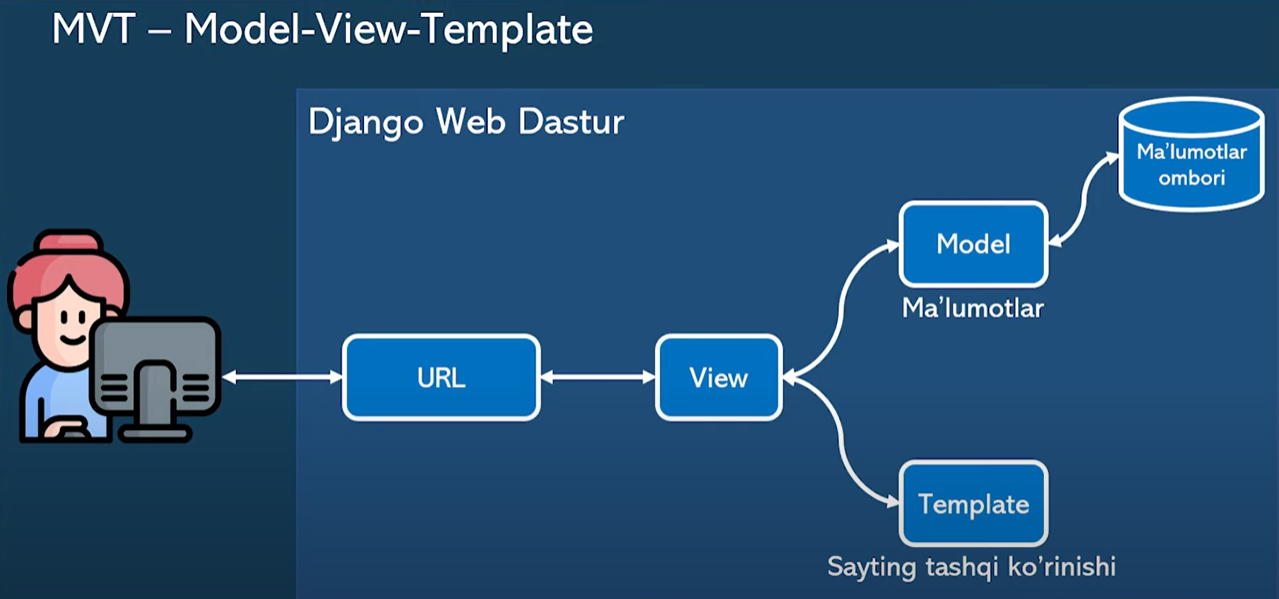 MVT – Model-View-Template
Django Web Dastur
Ma'lumotlar
ombori
Model
Ma'lumotlar
URL
View
Template
Sayting tashqi ko'rinishi